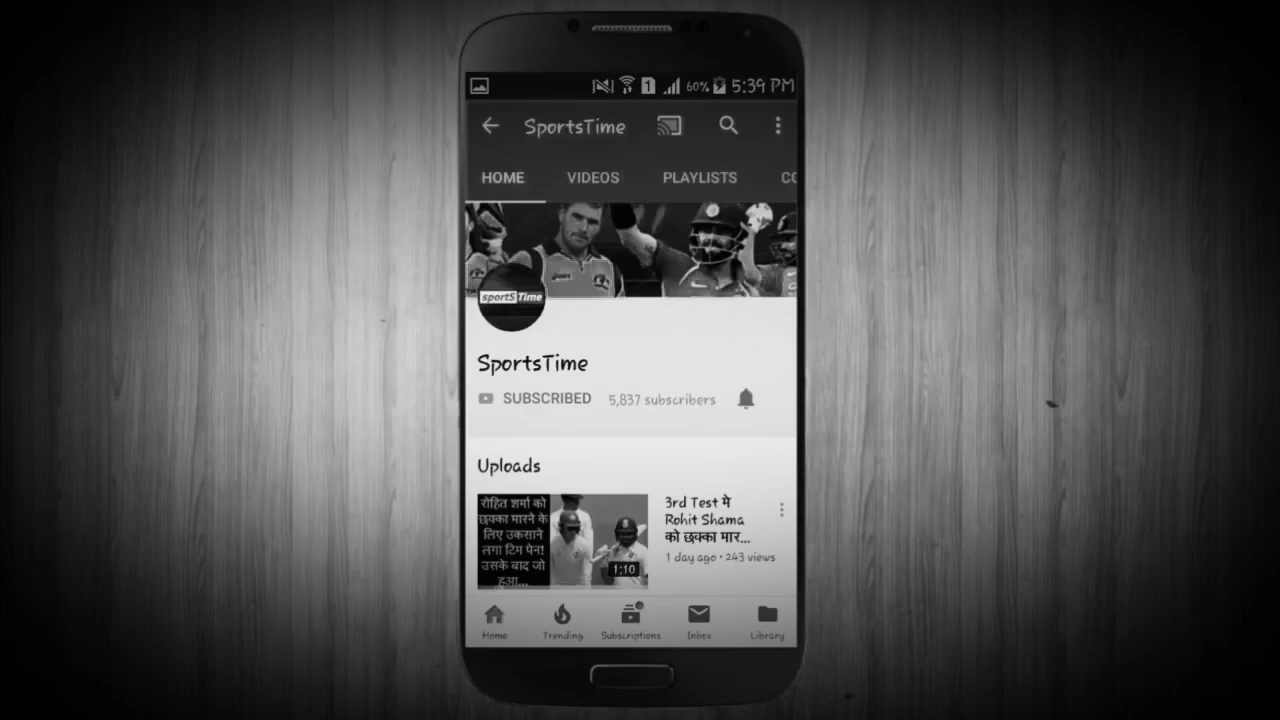 1 60% 5:39 PM
SportsTime
HOME VIDEOS PLAYLISTS CO
sportS Time
SportsTime
SUBSCRIBED 5,837 subscribers
Uploads
रोहित शर्मा को
छक्का मारने के
लिए उकसाने
लगा टिम पेन!
उसके बाद जो
हुआ...
1:10
3rd Test मे
Rohit Shama
को छक्का मार...
1 day ago · 243 views
Home Trending Subscriptions Inbox Library